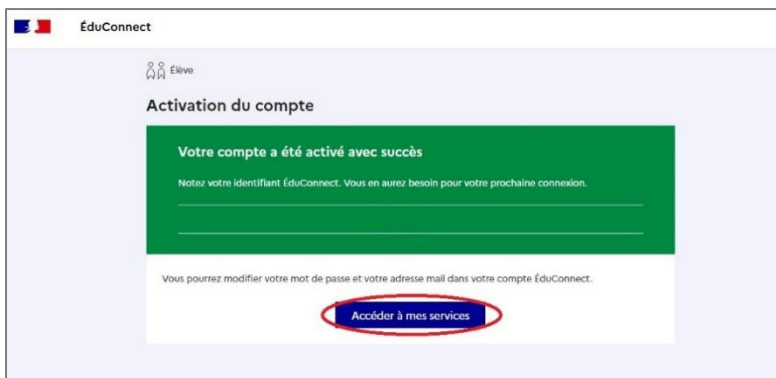 ÉduConnect
Élève
Activation du compte
Votre compte a été activé avec succès
Notez votre identifiant ÉduConnect. Vous en aurez besoin pour votre prochaine connexion.
Vous pourrez modifier votre mot de passe et votre adresse mail dans votre compte ÉduConnect.
Accéder à mes services